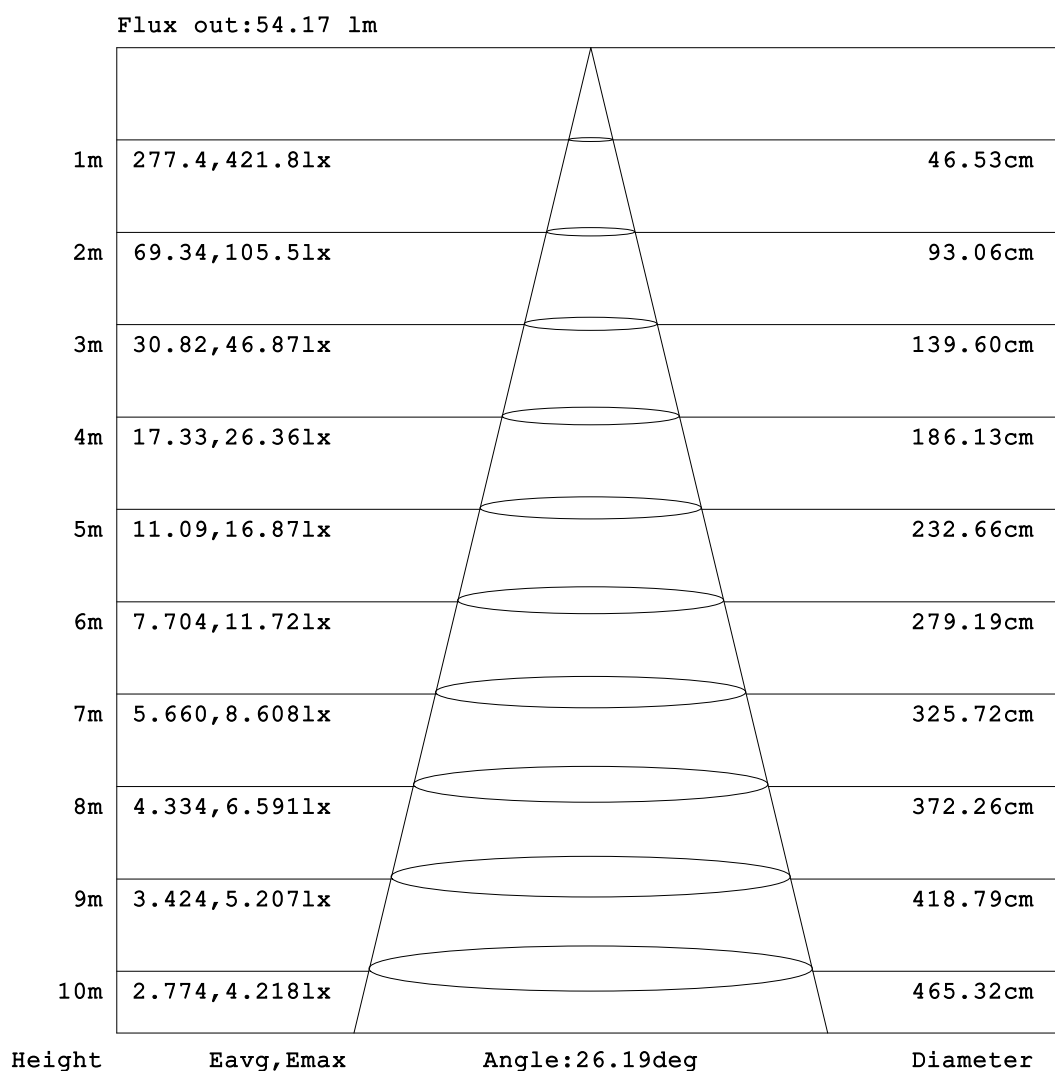 Flux out:54.17 lm
1m 277.4,421.8lx 46.53cm
2m 69.34,105.5lx 93.06cm
3m 30.82,46.87lx 139.60cm
4m 17.33,26.36lx 186.13cm
5m 11.09,16.87lx 232.66cm
6m 7.704,11.72lx 279.19cm
7m 5.660,8.608lx 325.72cm
8m 4.334,6.591lx 372.26cm
9m 3.424,5.207lx 418.79cm
10m 2.774,4.218lx 465.32cm
Height Eavg,Emax Angle:26.19deg Diameter